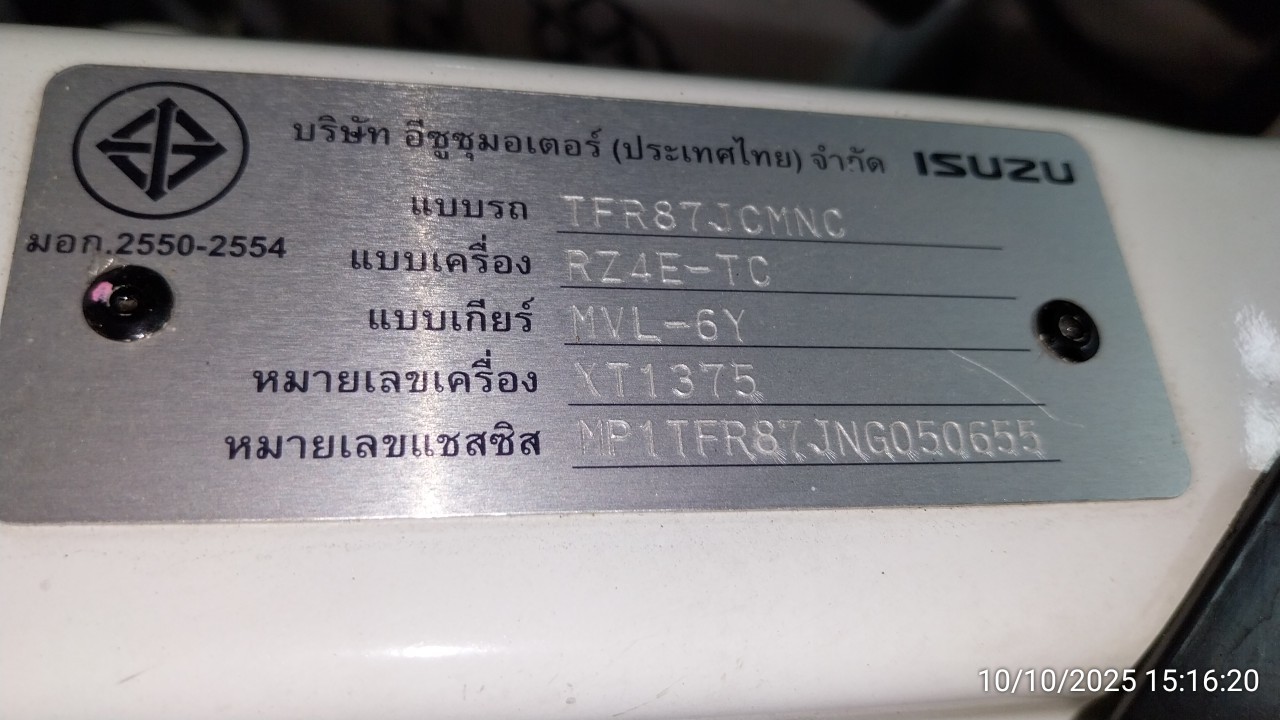 บริษัท อีซูซุมอเตอร์ (ประเทศไทย) จำกัด ISUZU
มอก.2550-2554
แบบรถ TFR87JCMNC
แบบเครื่อง RZ4E-TC
แบบเกียร์ MVL-6Y
หมายเลขเครื่อง XT1375
หมายเลขแชสซิส MP1TFR87JNG050655
10/10/2025 15:16:20